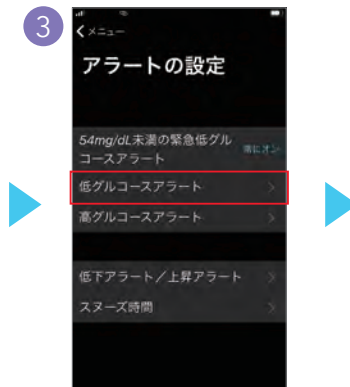 3
メニュー
アラートの設定
54mg/dL未満の緊急低グル
コースアラート
常にオン
低グルコースアラート
高グルコースアラート
低下アラート／上昇アラート
スヌーズ時間